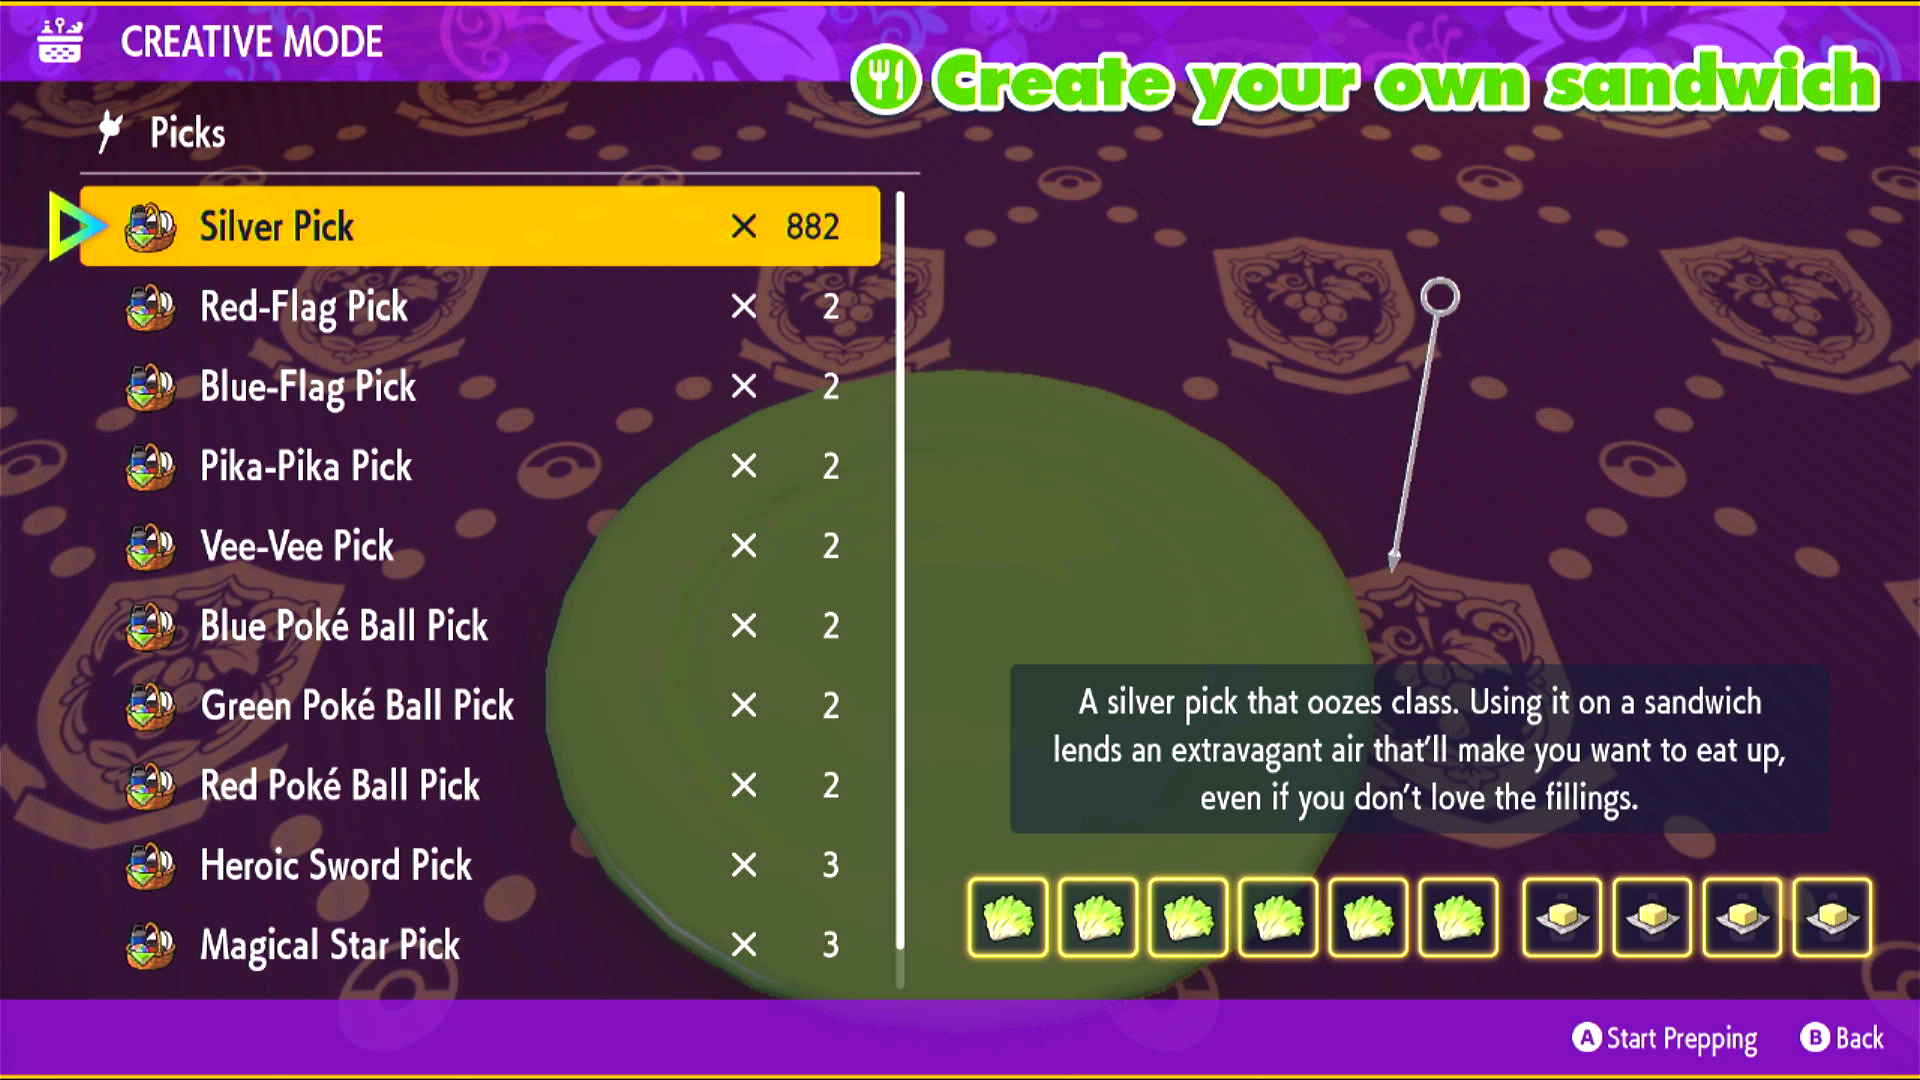 CREATIVE MODE
Create your own sandwich
Picks
Silver Pick × 882
Red-Flag Pick × 2
Blue-Flag Pick × 2
Pika-Pika Pick × 2
Vee-Vee Pick × 2
Blue Poké Ball Pick × 2
Green Poké Ball Pick × 2
Red Poké Ball Pick × 2
Heroic Sword Pick × 3
Magical Star Pick × 3
A silver pick that oozes class. Using it on a sandwich
lends an extravagant air that’ll make you want to eat up,
even if you don’t love the fillings.
A Start Prepping B Back